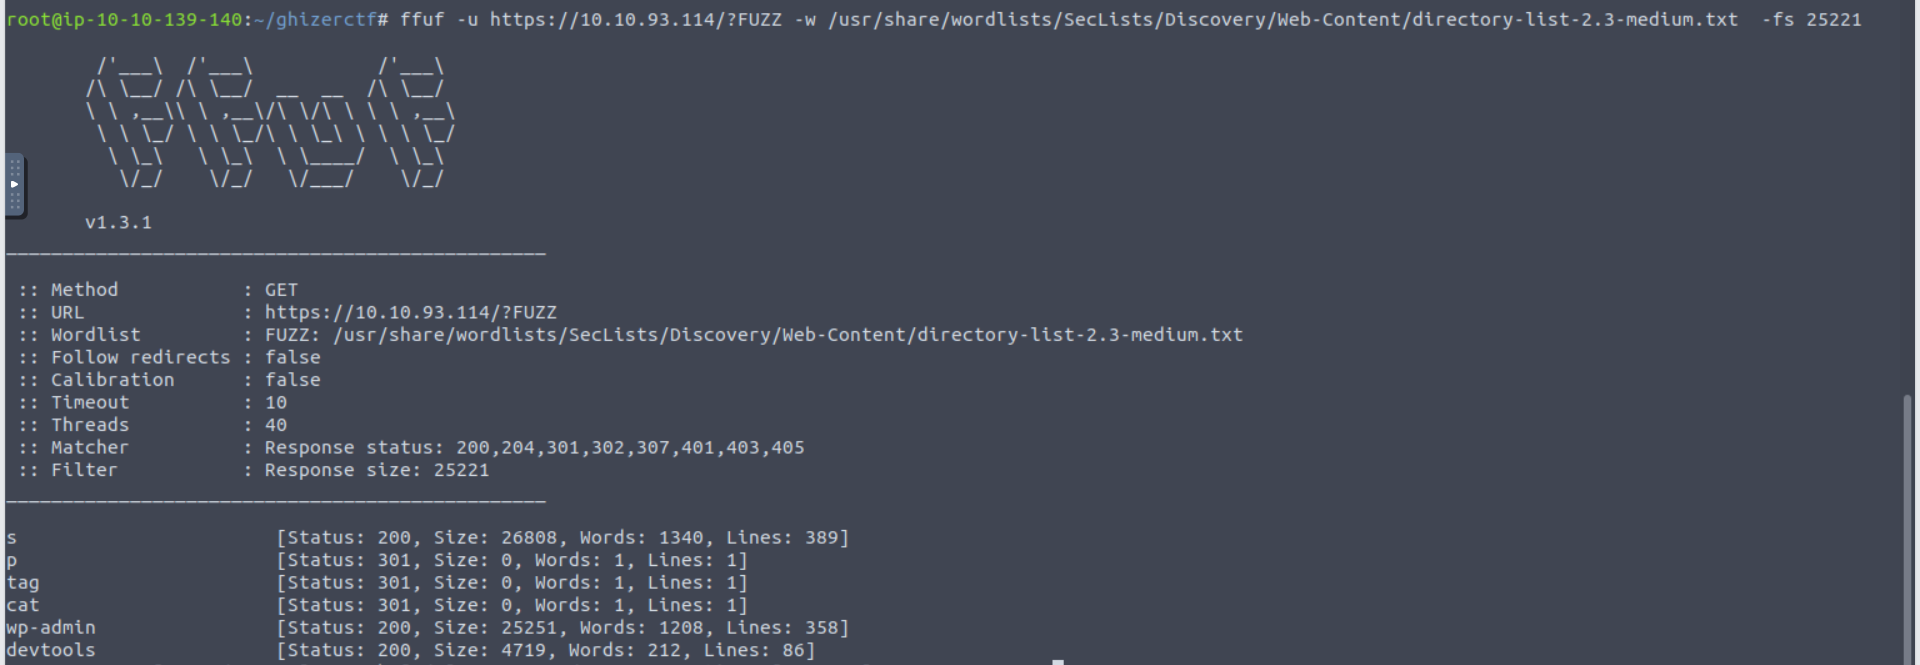 root@ip-10-10-139-140:~/ghizerctf# ffuf -u https://10.10.93.114/?FUZZ -w /usr/share/wordlists/SecLists/Discovery/Web-Content/directory-list-2.3-medium.txt  -fs 25221

        /'___\  /'___\           /'___\
       /\ \__/ /\ \__/  __  __  /\ \__/
       \ \ ,__\\ \ ,__\/\ \/\ \ \ \ ,__\
        \ \ \_/ \ \ \_/\ \ \_\ \ \ \ \_/
         \ \_\   \ \_\  \ \____/  \ \_\
          \/_/    \/_/   \/___/    \/_/

       v1.3.1
________________________________________________

 :: Method           : GET
 :: URL              : https://10.10.93.114/?FUZZ
 :: Wordlist         : FUZZ: /usr/share/wordlists/SecLists/Discovery/Web-Content/directory-list-2.3-medium.txt
 :: Follow redirects : false
 :: Calibration      : false
 :: Timeout          : 10
 :: Threads          : 40
 :: Matcher          : Response status: 200,204,301,302,307,401,403,405
 :: Filter           : Response size: 25221
________________________________________________

s                       [Status: 200, Size: 26808, Words: 1340, Lines: 389]
p                       [Status: 301, Size: 0, Words: 1, Lines: 1]
tag                     [Status: 301, Size: 0, Words: 1, Lines: 1]
cat                     [Status: 301, Size: 0, Words: 1, Lines: 1]
wp-admin                [Status: 200, Size: 25251, Words: 1208, Lines: 358]
devtools                [Status: 200, Size: 4719, Words: 212, Lines: 86]